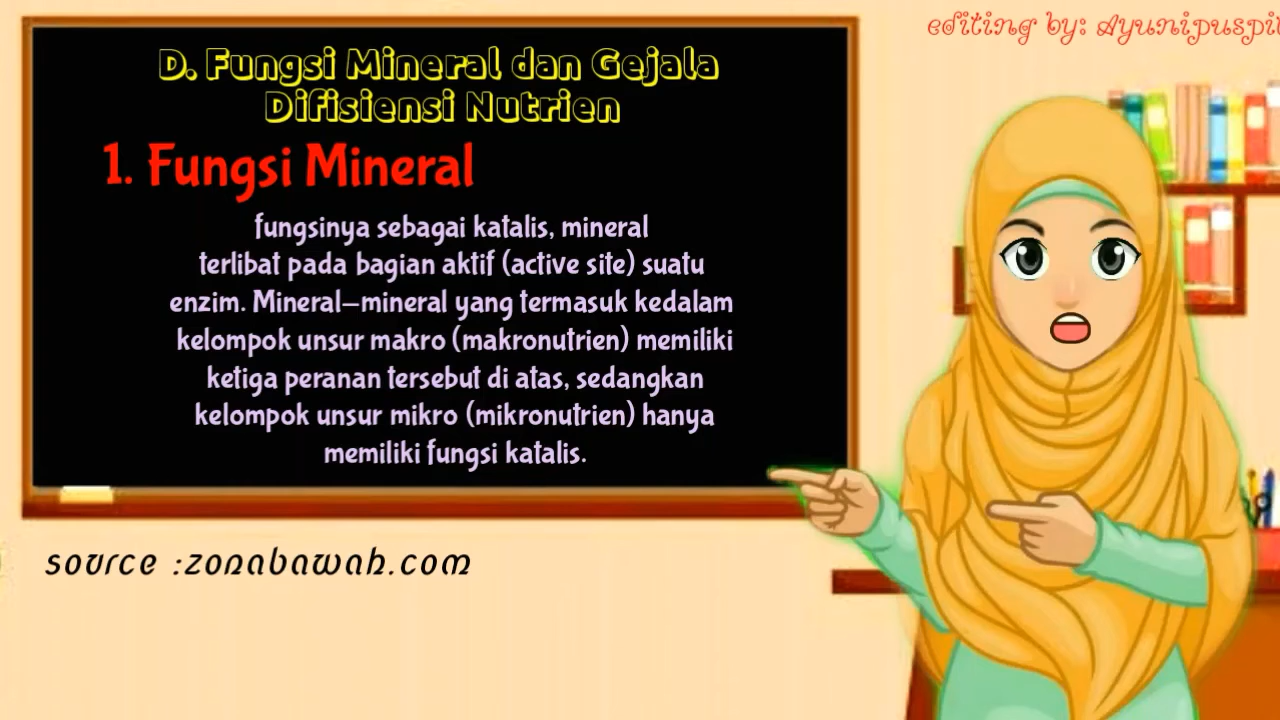 editing by: Ayunipuspit
D. Fungsi Mineral dan Gejala
Difisiensi Nutrien
1. Fungsi Mineral
fungsinya sebagai katalis, mineral
terlibat pada bagian aktif (active site) suatu
enzim. Mineral-mineral yang termasuk kedalam
kelompok unsur makro (makronutrien) memiliki
ketiga peranan tersebut di atas, sedangkan
kelompok unsur mikro (mikronutrien) hanya
memiliki fungsi katalis.
source :zonabawah.com